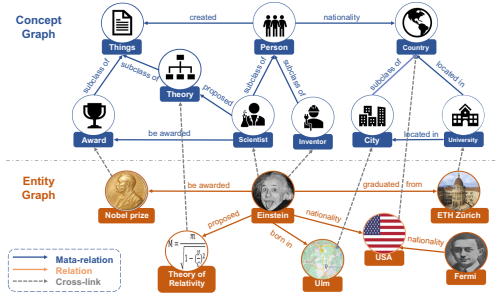 Concept
Graph
created
nationality
Things
Person
Country
subclass of
subclass of
Theory
proposed
subclass of
subclass of
subclass of
located in
be awarded
located in
Award
Scientist
Inventor
City
University
Entity
Graph
be awarded
graduated from
Nobel prize
Einstein
ETH Zürich
proposed
nationality
born in
nationality
M =
m
1 -
Theory of
Relativity
Ulm
USA
Fermi
Mata-relation
Relation
Cross-link